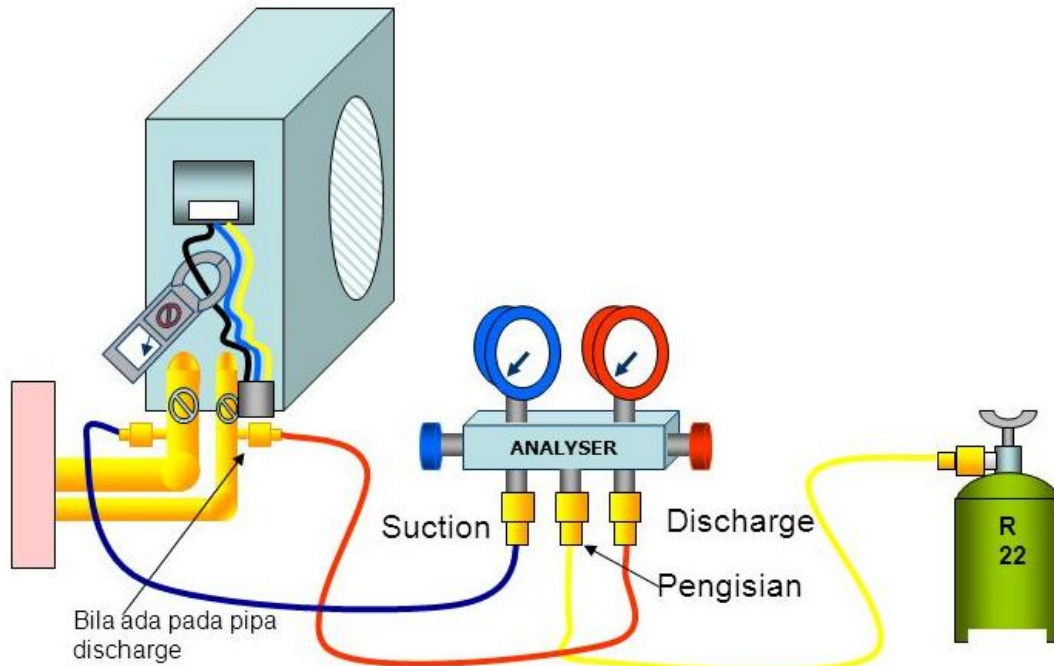 ANALYSER
Suction
Discharge
Pengisian
R
22
Bila ada pada pipa
discharge